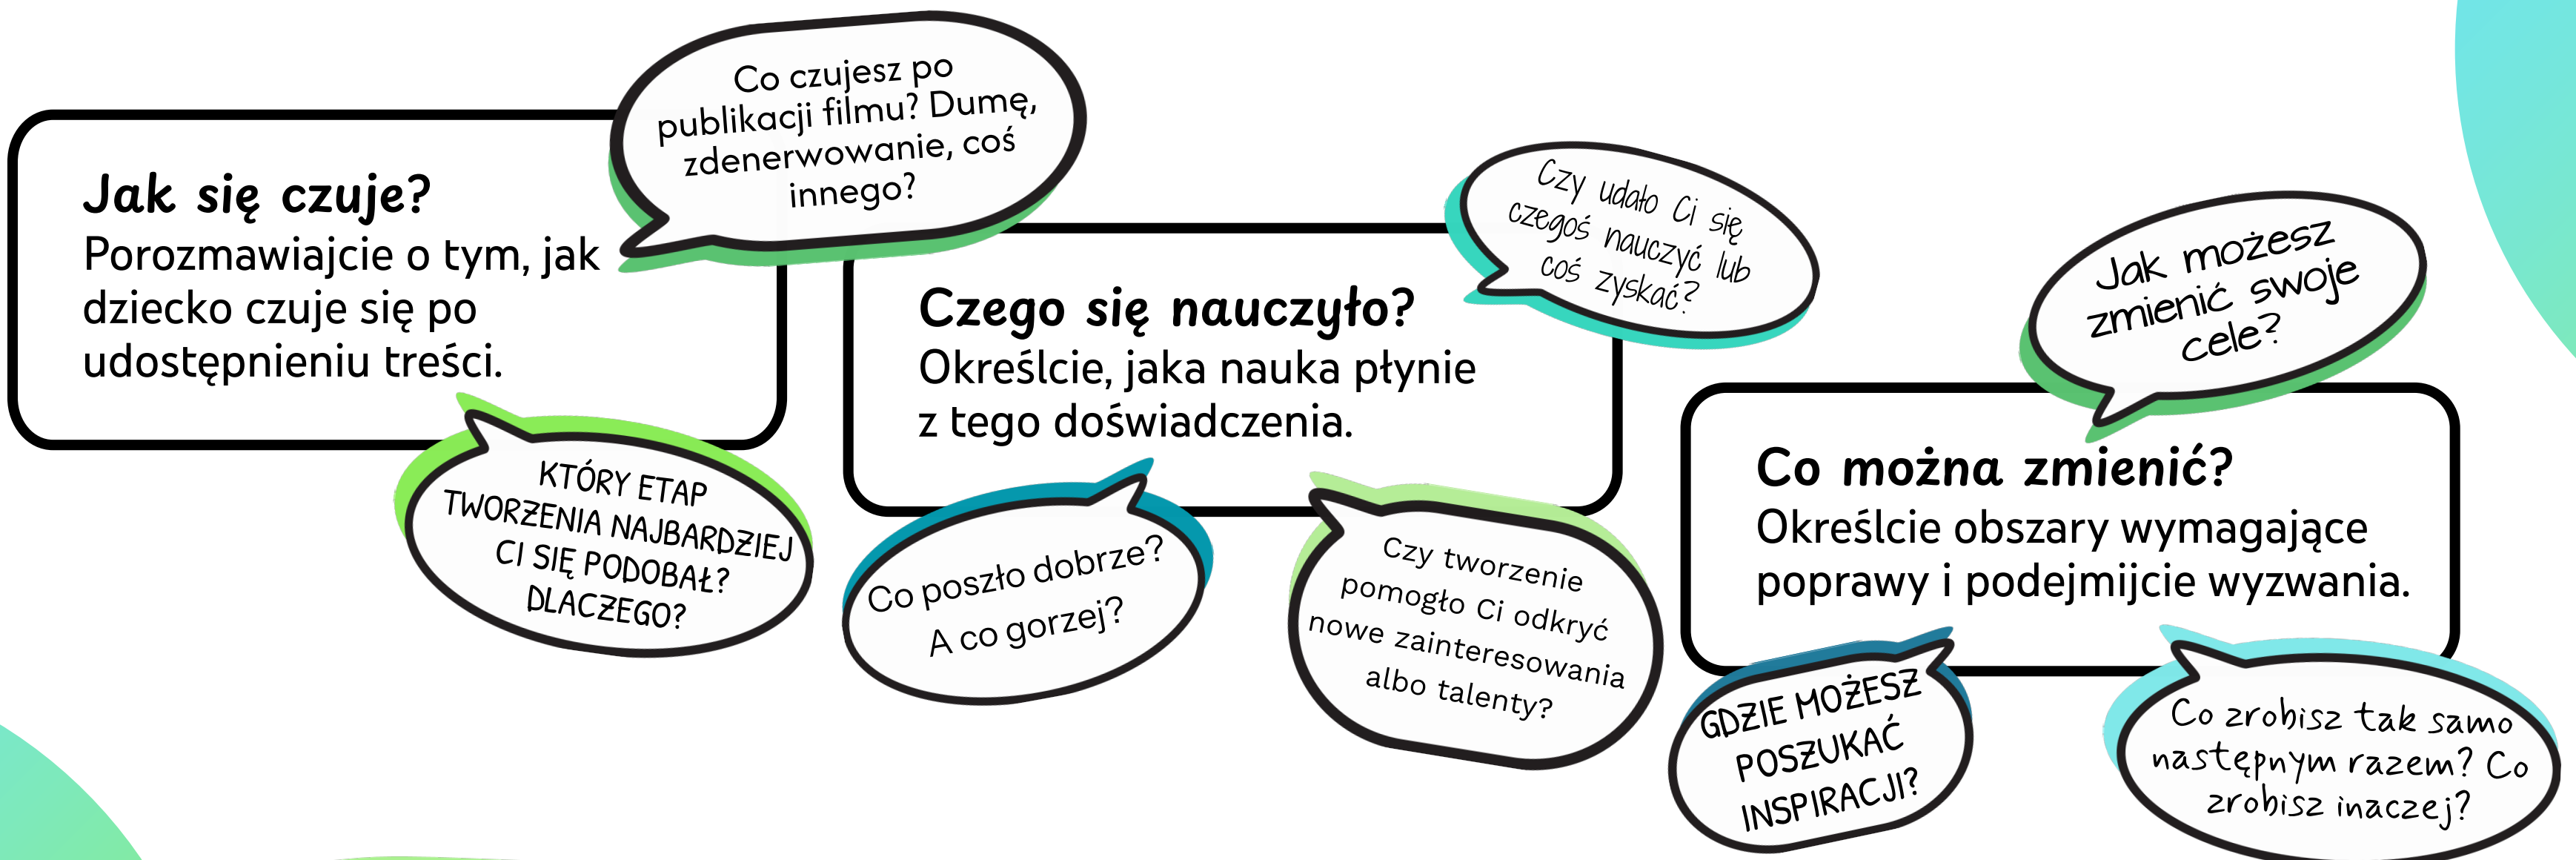 Jak się czuje?
Porozmawiajcie o tym, jak
dziecko czuje się po
udostępnieniu treści.
Co czujesz po
publikacji filmu? Dumę,
zdenerwowanie, coś
innego?
KTÓRY ETAP
TWORZENIA NAJBARDZIEJ
CI SIĘ PODOBAŁ?
DLACZEGO?
Czego się nauczyło?
Określcie, jaka nauka płynie
z tego doświadczenia.
Czy udało Ci się
czegoś nauczyć lub
coś zyskać?
Co poszło dobrze?
A co gorzej?
Czy tworzenie
pomogło Ci odkryć
nowe zainteresowania
albo talenty?
Co można zmienić?
Określcie obszary wymagające
poprawy i podejmijcie wyzwania.
Jak możesz
zmienić swoje
cele?
GDZIE MOŻESZ
POSZUKAĆ
INSPIRACJI?
Co zrobisz tak samo
następnym razem? Co
zrobisz inaczej?